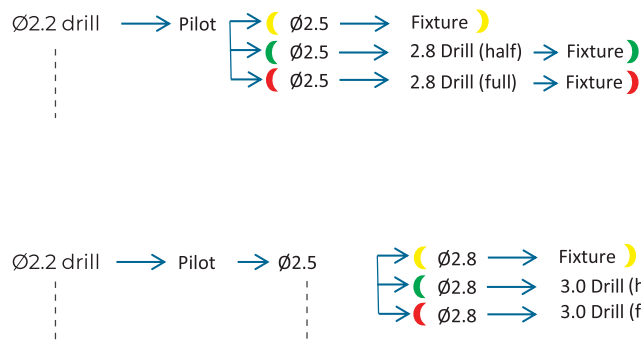 Ø2.2 drill Pilot Ø2.5 Fixture
Ø2.5 2.8 Drill (half) Fixture
Ø2.5 2.8 Drill (full) Fixture
Ø2.2 drill Pilot Ø2.5 Ø2.8 Fixture
Ø2.8 3.0 Drill (h
Ø2.8 3.0 Drill (f